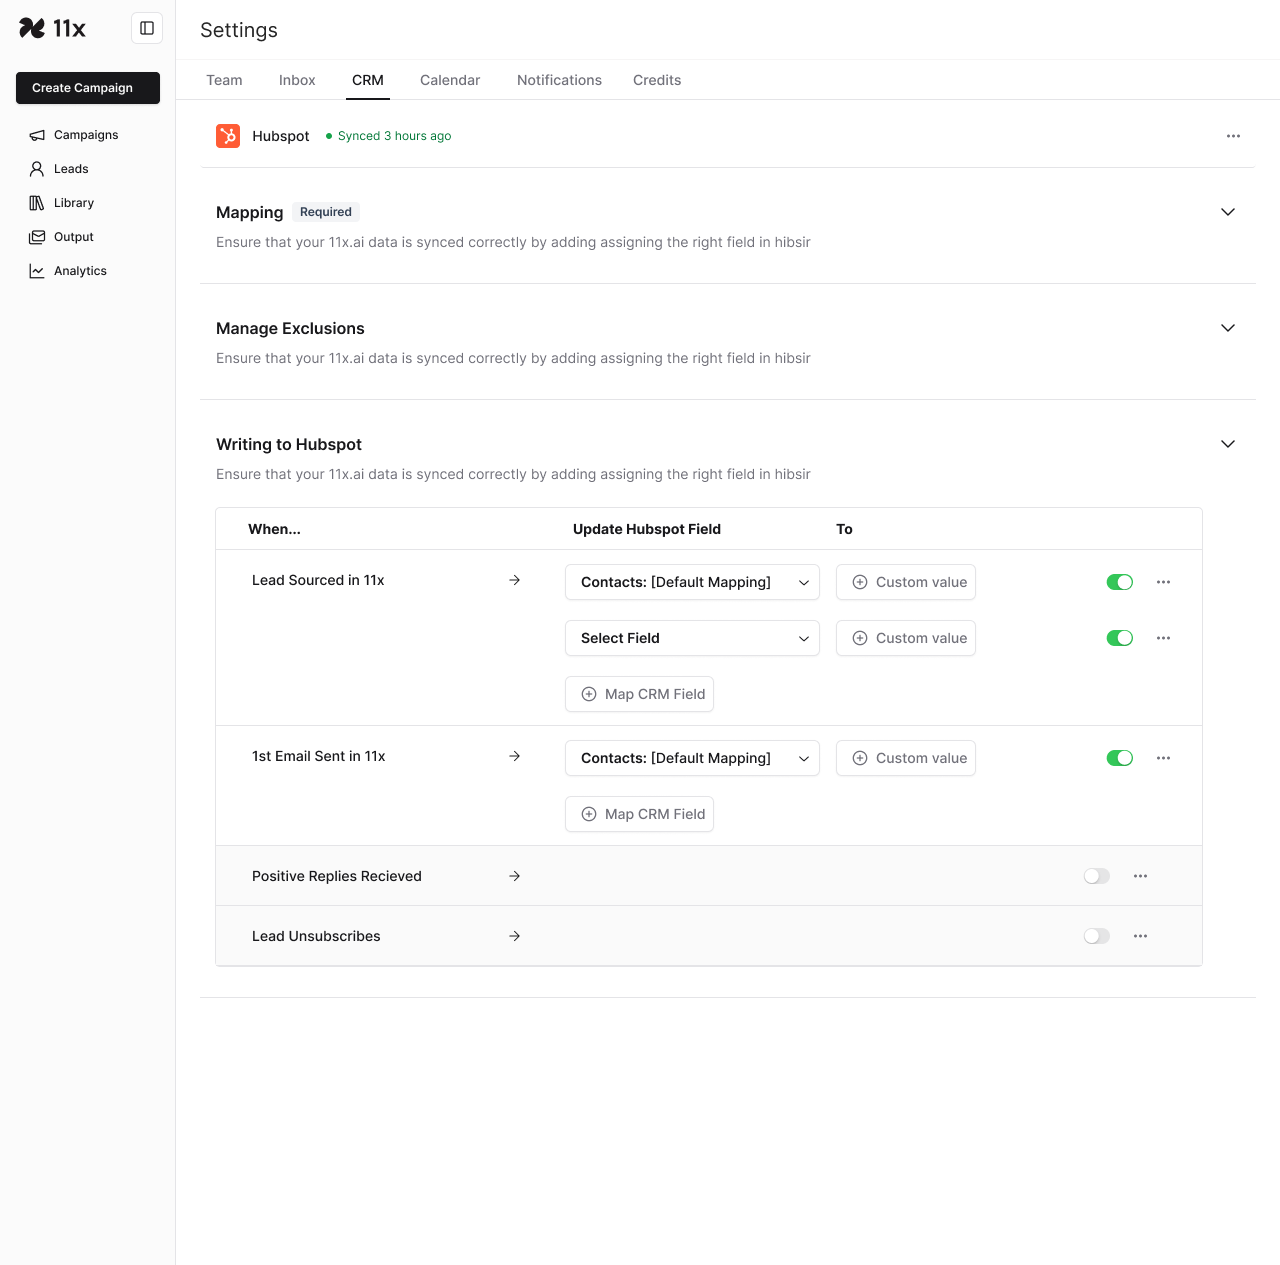 11x
Settings
Create Campaign
Campaigns
Leads
Library
Output
Analytics
Team Inbox CRM Calendar Notifications Credits
Hubspot Synced 3 hours ago
Mapping Required
Ensure that your 11x.ai data is synced correctly by adding assigning the right field in hibsir
Manage Exclusions
Ensure that your 11x.ai data is synced correctly by adding assigning the right field in hibsir
Writing to Hubspot
Ensure that your 11x.ai data is synced correctly by adding assigning the right field in hibsir
When... Update Hubspot Field To
Lead Sourced in 11x Contacts: [Default Mapping] Custom value
Select Field Custom value
Map CRM Field
1st Email Sent in 11x Contacts: [Default Mapping] Custom value
Map CRM Field
Positive Replies Recieved
Lead Unsubscribes